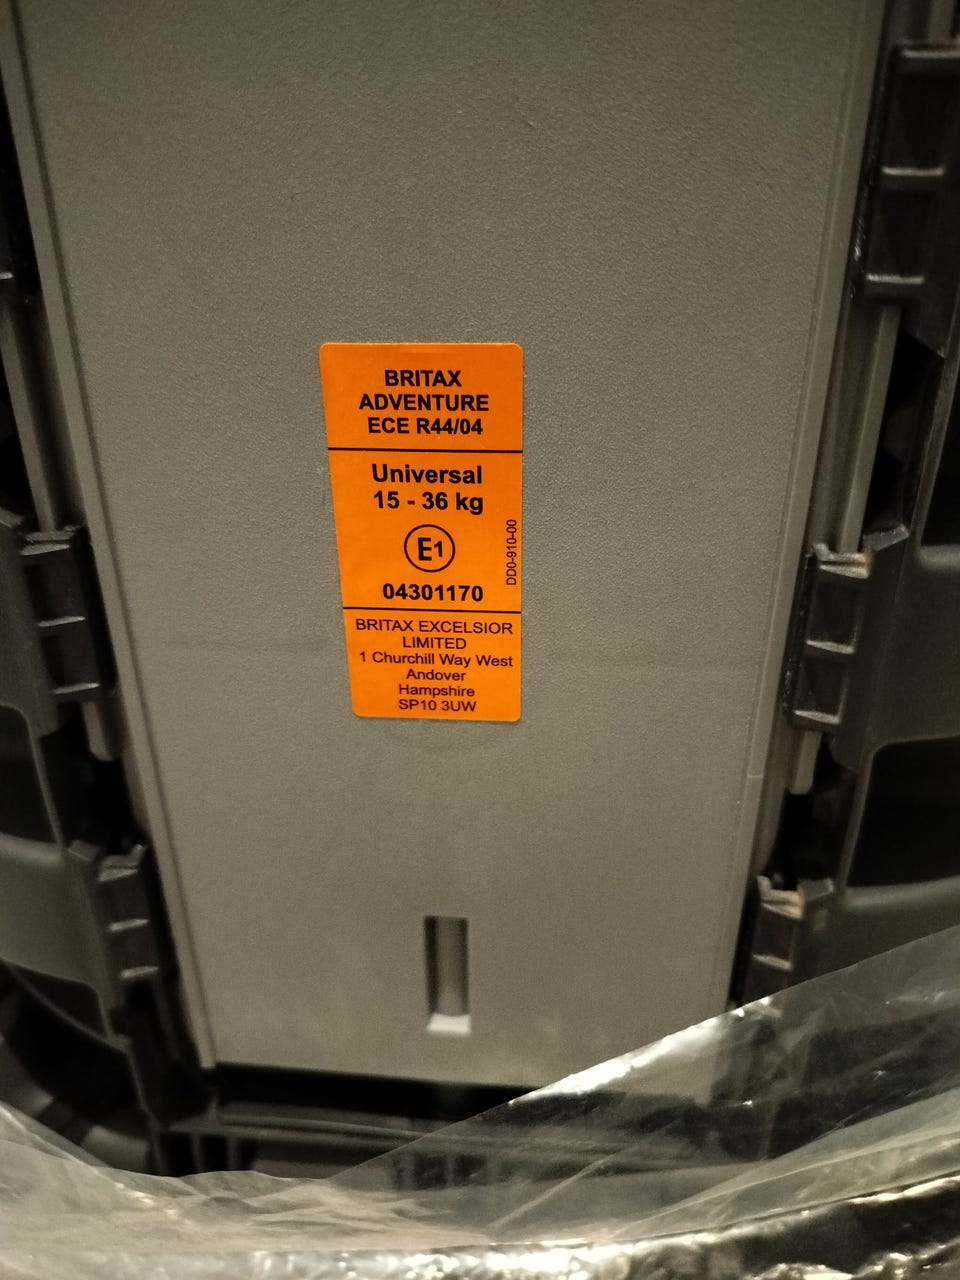 BRITAX
ADVENTURE
ECE R44/04
Universal
15 - 36 kg
E1
04301170
DD0-910-00
BRITAX EXCELSIOR
LIMITED
1 Churchill Way West
Andover
Hampshire
SP10 3UW